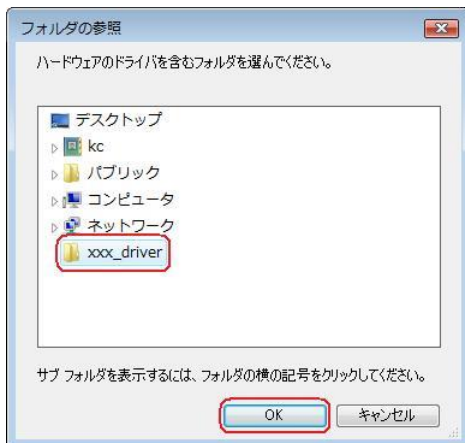 フォルダの参照
ハードウェアのドライバを含むフォルダを選んでください。
デスクトップ
kc
パブリック
コンピュータ
ネットワーク
xxx_driver
サブ フォルダを表示するには、フォルダの横の記号をクリックしてください。
OK キャンセル